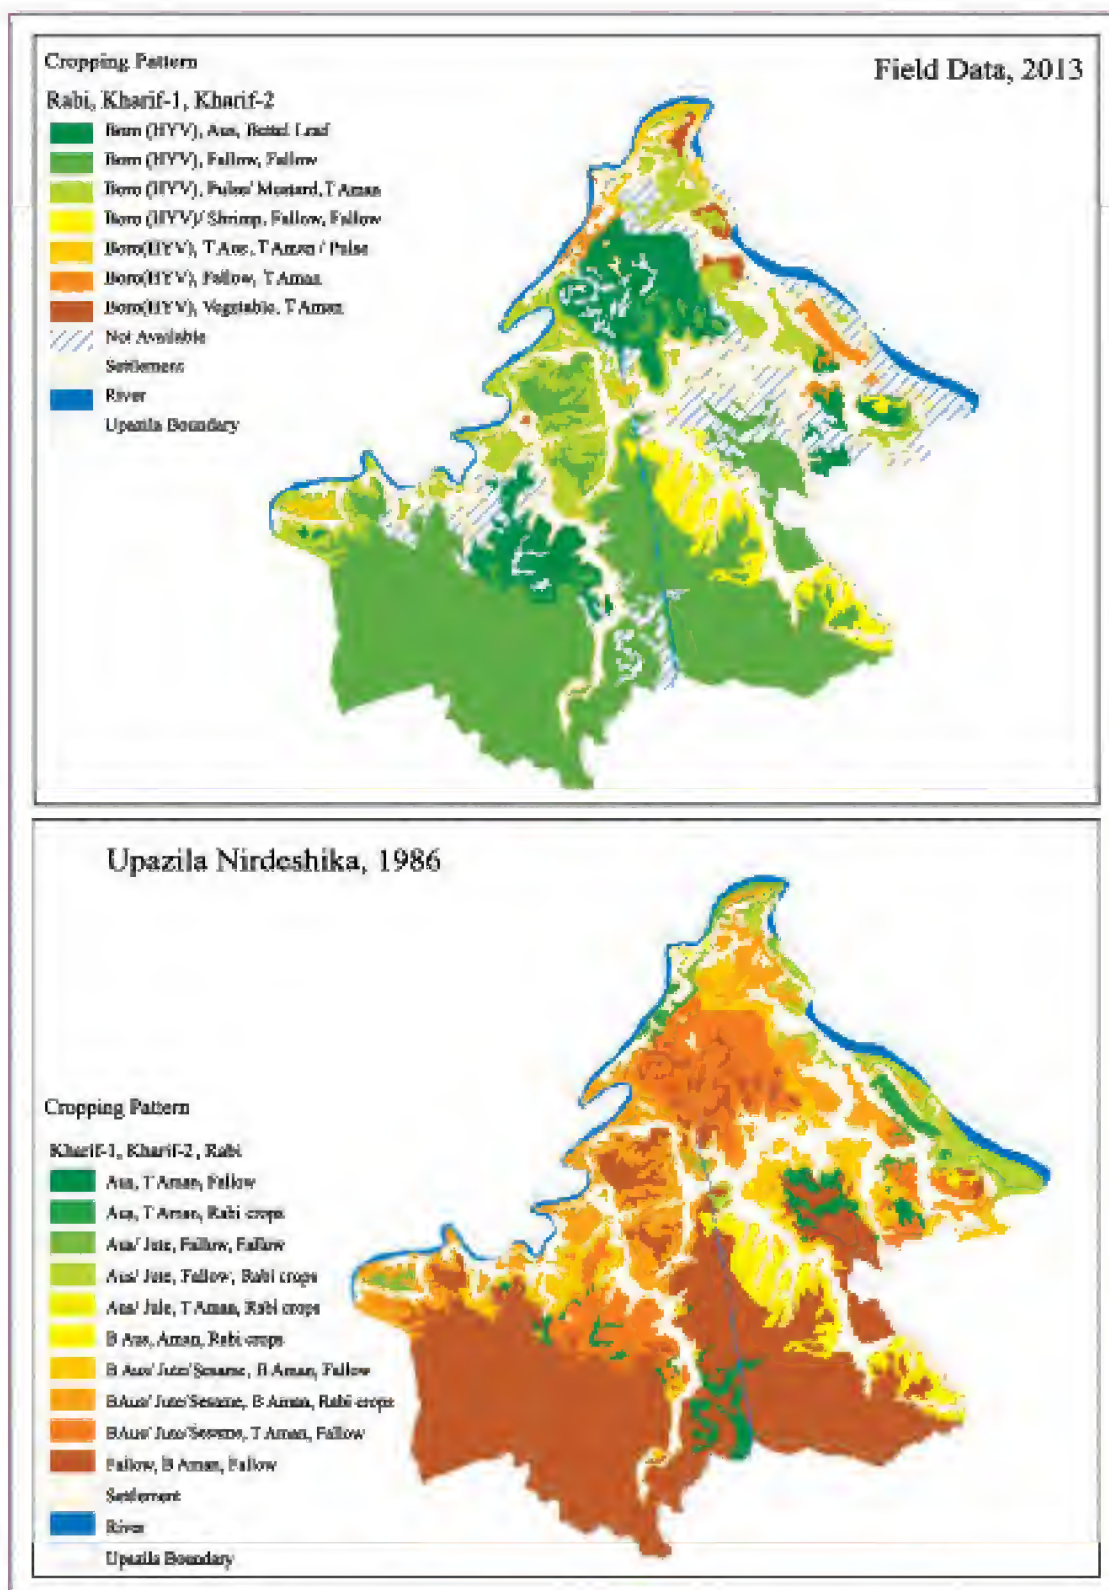 Cropping Pattern
Field Data, 2013
Rabi, Kharif-1, Kharif-2
Boro (HYV), Aus, Bettel Leaf
Boro (HYV), Fallow, Fallow
Boro (HYV), Pulse/ Mustard, T Aman
Boro (HYV)/ Shrimp, Fallow, Fallow
Boro(HYV), T Aus, T Aman / Pulse
Boro(HYV), Fallow, T Aman
Boro(HYV), Vegetable, T Aman
Not Available
Settlement
River
Upazila Boundary
Upazila Nirdeshika, 1986
Cropping Pattern
Kharif-1, Kharif-2, Rabi
Aus, T Aman, Fallow
Aus, T Aman, Rabi crops
Aus/ Jute, Fallow, Fallow
Aus/ Jute, Fallow, Rabi crops
Aus/ Jute, T Aman, Rabi crops
B Aus, Aman, Rabi crops
B Aus/ Jute/Sesame, B Aman, Fallow
BAus/ Jute/Sesame, B Aman, Rabi crops
BAus/ Jute/Sesame, T Aman, Fallow
Fallow, B Aman, Fallow
Settlement
River
Upazila Boundary